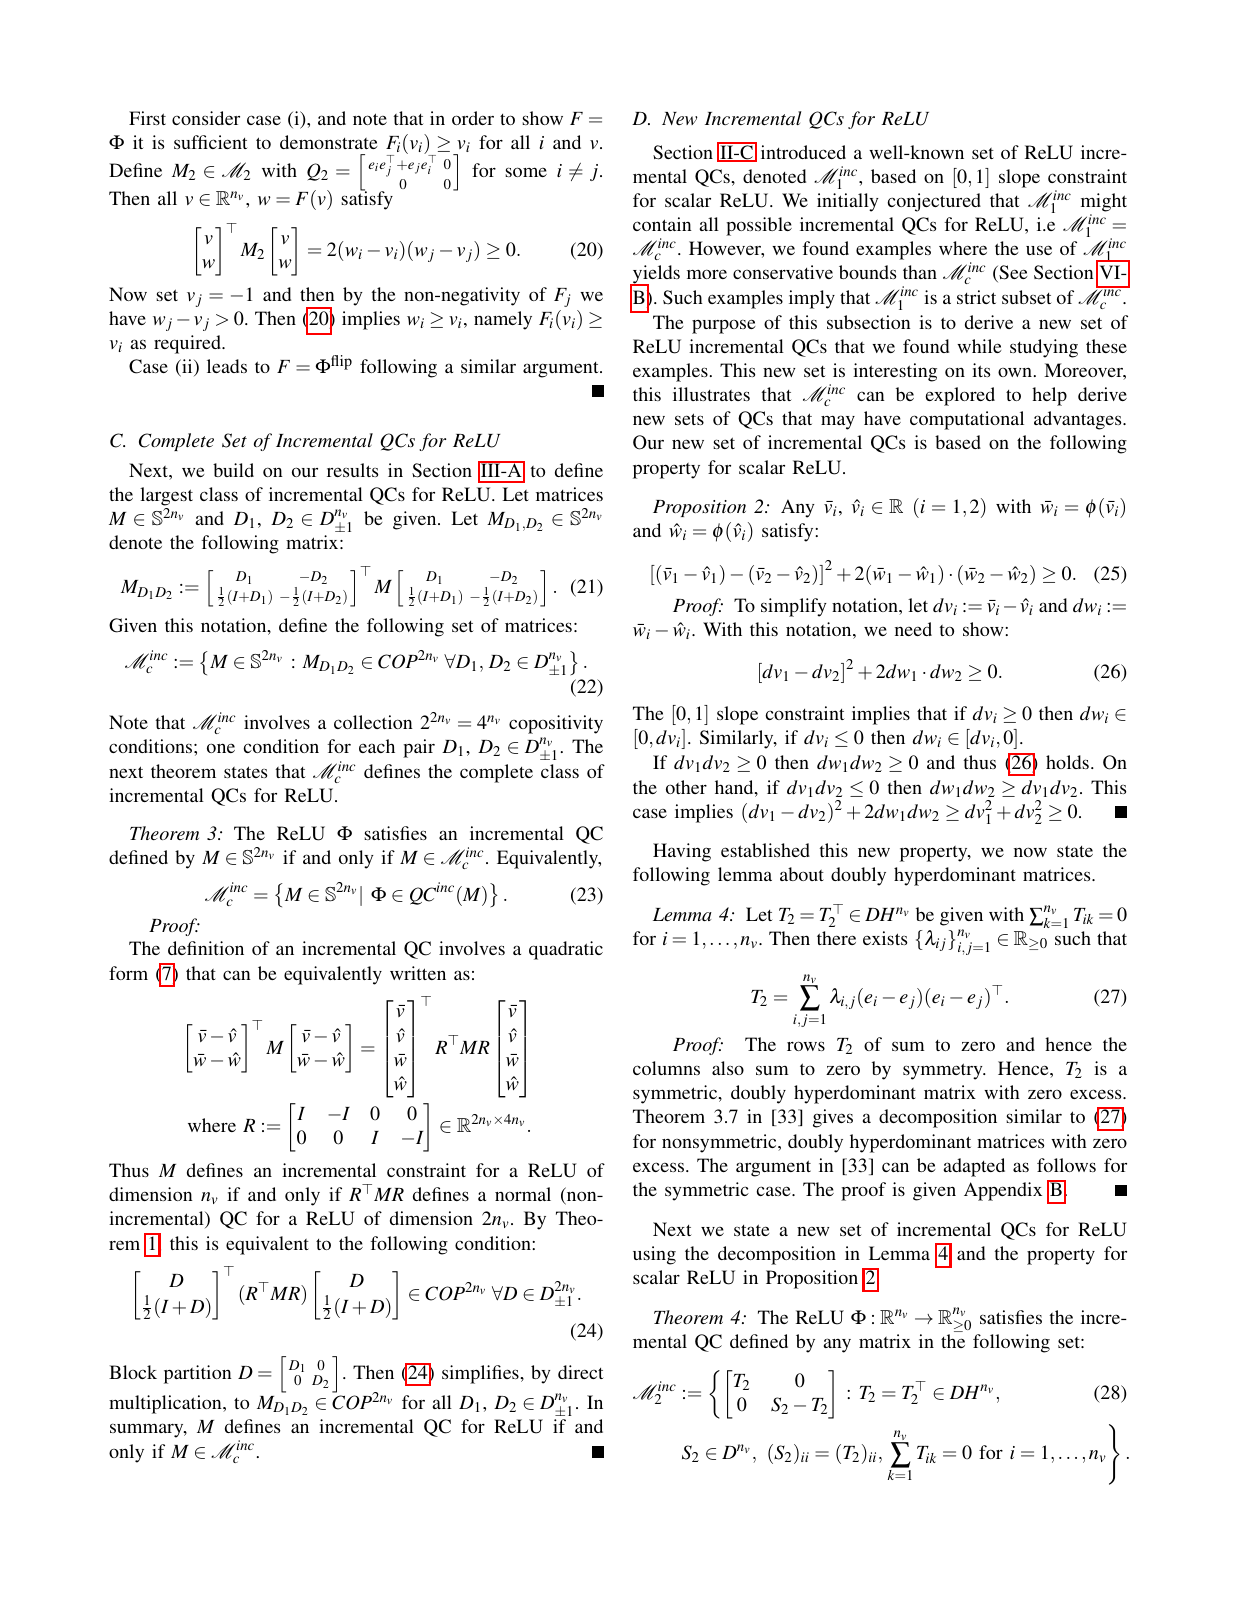 First consider case (i), and note that in order to show F =
Φ it is sufficient to demonstrate F_i(v_i) ≥ v_i for all i and v.
Define M_2 ∈ ℳ_2 with Q_2 = [e_i e_j^⊤+e_j e_i^⊤ 0; 0 0] for some i ≠ j.
Then all v ∈ ℝ^{n_v}, w = F(v) satisfy
[v; w]^⊤ M_2 [v; w] = 2(w_i − v_i)(w_j − v_j) ≥ 0. (20)
Now set v_j = −1 and then by the non-negativity of F_j we
have w_j − v_j > 0. Then (20) implies w_i ≥ v_i, namely F_i(v_i) ≥
v_i as required.
Case (ii) leads to F = Φ^{flip} following a similar argument.
■
C. Complete Set of Incremental QCs for ReLU
Next, we build on our results in Section III-A to define
the largest class of incremental QCs for ReLU. Let matrices
M ∈ 𝕊^{2n_v} and D_1, D_2 ∈ D_{±1}^{n_v} be given. Let M_{D_1,D_2} ∈ 𝕊^{2n_v}
denote the following matrix:
M_{D_1D_2} := [D_1 −D_2; ½(I+D_1) −½(I+D_2)]^⊤ M [D_1 −D_2; ½(I+D_1) −½(I+D_2)]. (21)
Given this notation, define the following set of matrices:
ℳ_c^{inc} := {M ∈ 𝕊^{2n_v} : M_{D_1D_2} ∈ COP^{2n_v} ∀D_1, D_2 ∈ D_{±1}^{n_v}}.
(22)
Note that ℳ_c^{inc} involves a collection 2^{2n_v} = 4^{n_v} copositivity
conditions; one condition for each pair D_1, D_2 ∈ D_{±1}^{n_v}. The
next theorem states that ℳ_c^{inc} defines the complete class of
incremental QCs for ReLU.
Theorem 3: The ReLU Φ satisfies an incremental QC
defined by M ∈ 𝕊^{2n_v} if and only if M ∈ ℳ_c^{inc}. Equivalently,
ℳ_c^{inc} = {M ∈ 𝕊^{2n_v} | Φ ∈ QC^{inc}(M)}. (23)
Proof:
The definition of an incremental QC involves a quadratic
form (7) that can be equivalently written as:
[v̄ − v̂; w̄ − ŵ]^⊤ M [v̄ − v̂; w̄ − ŵ] = [v̄; v̂; w̄; ŵ]^⊤ R^⊤MR [v̄; v̂; w̄; ŵ]
where R := [I −I 0 0; 0 0 I −I] ∈ ℝ^{2n_v×4n_v}.
Thus M defines an incremental constraint for a ReLU of
dimension n_v if and only if R^⊤MR defines a normal (non-
incremental) QC for a ReLU of dimension 2n_v. By Theo-
rem 1, this is equivalent to the following condition:
[D; ½(I+D)]^⊤ (R^⊤MR) [D; ½(I+D)] ∈ COP^{2n_v} ∀D ∈ D_{±1}^{2n_v}.
(24)
Block partition D = [D_1 0; 0 D_2]. Then (24) simplifies, by direct
multiplication, to M_{D_1D_2} ∈ COP^{2n_v} for all D_1, D_2 ∈ D_{±1}^{n_v}. In
summary, M defines an incremental QC for ReLU if and
only if M ∈ ℳ_c^{inc}. ■
D. New Incremental QCs for ReLU
Section II-C introduced a well-known set of ReLU incre-
mental QCs, denoted ℳ_1^{inc}, based on [0,1] slope constraint
for scalar ReLU. We initially conjectured that ℳ_1^{inc} might
contain all possible incremental QCs for ReLU, i.e ℳ_1^{inc} =
ℳ_c^{inc}. However, we found examples where the use of ℳ_1^{inc}
yields more conservative bounds than ℳ_c^{inc} (See Section VI-
B). Such examples imply that ℳ_1^{inc} is a strict subset of ℳ_c^{inc}.
The purpose of this subsection is to derive a new set of
ReLU incremental QCs that we found while studying these
examples. This new set is interesting on its own. Moreover,
this illustrates that ℳ_c^{inc} can be explored to help derive
new sets of QCs that may have computational advantages.
Our new set of incremental QCs is based on the following
property for scalar ReLU.
Proposition 2: Any v̄_i, v̂_i ∈ ℝ (i = 1,2) with w̄_i = ϕ(v̄_i)
and ŵ_i = ϕ(v̂_i) satisfy:
[(v̄_1 − v̂_1) − (v̄_2 − v̂_2)]^2 + 2(w̄_1 − ŵ_1)·(w̄_2 − ŵ_2) ≥ 0. (25)
Proof: To simplify notation, let dv_i := v̄_i − v̂_i and dw_i :=
w̄_i − ŵ_i. With this notation, we need to show:
[dv_1 − dv_2]^2 + 2dw_1 · dw_2 ≥ 0. (26)
The [0,1] slope constraint implies that if dv_i ≥ 0 then dw_i ∈
[0,dv_i]. Similarly, if dv_i ≤ 0 then dw_i ∈ [dv_i,0].
If dv_1dv_2 ≥ 0 then dw_1dw_2 ≥ 0 and thus (26) holds. On
the other hand, if dv_1dv_2 ≤ 0 then dw_1dw_2 ≥ dv_1dv_2. This
case implies (dv_1 − dv_2)^2 + 2dw_1dw_2 ≥ dv_1^2 + dv_2^2 ≥ 0. ■
Having established this new property, we now state the
following lemma about doubly hyperdominant matrices.
Lemma 4: Let T_2 = T_2^⊤ ∈ DH^{n_v} be given with ∑_{k=1}^{n_v} T_{ik} = 0
for i = 1,...,n_v. Then there exists {λ_{ij}}_{i,j=1}^{n_v} ∈ ℝ_{≥0} such that
T_2 = ∑_{i,j=1}^{n_v} λ_{i,j}(e_i − e_j)(e_i − e_j)^⊤. (27)
Proof: The rows T_2 of sum to zero and hence the
columns also sum to zero by symmetry. Hence, T_2 is a
symmetric, doubly hyperdominant matrix with zero excess.
Theorem 3.7 in [33] gives a decomposition similar to (27)
for nonsymmetric, doubly hyperdominant matrices with zero
excess. The argument in [33] can be adapted as follows for
the symmetric case. The proof is given Appendix B. ■
Next we state a new set of incremental QCs for ReLU
using the decomposition in Lemma 4 and the property for
scalar ReLU in Proposition 2
Theorem 4: The ReLU Φ : ℝ^{n_v} → ℝ_{≥0}^{n_v} satisfies the incre-
mental QC defined by any matrix in the following set:
ℳ_2^{inc} := {[T_2 0; 0 S_2 − T_2] : T_2 = T_2^⊤ ∈ DH^{n_v}, (28)
S_2 ∈ D^{n_v}, (S_2)_{ii} = (T_2)_{ii}, ∑_{k=1}^{n_v} T_{ik} = 0 for i = 1,...,n_v}.